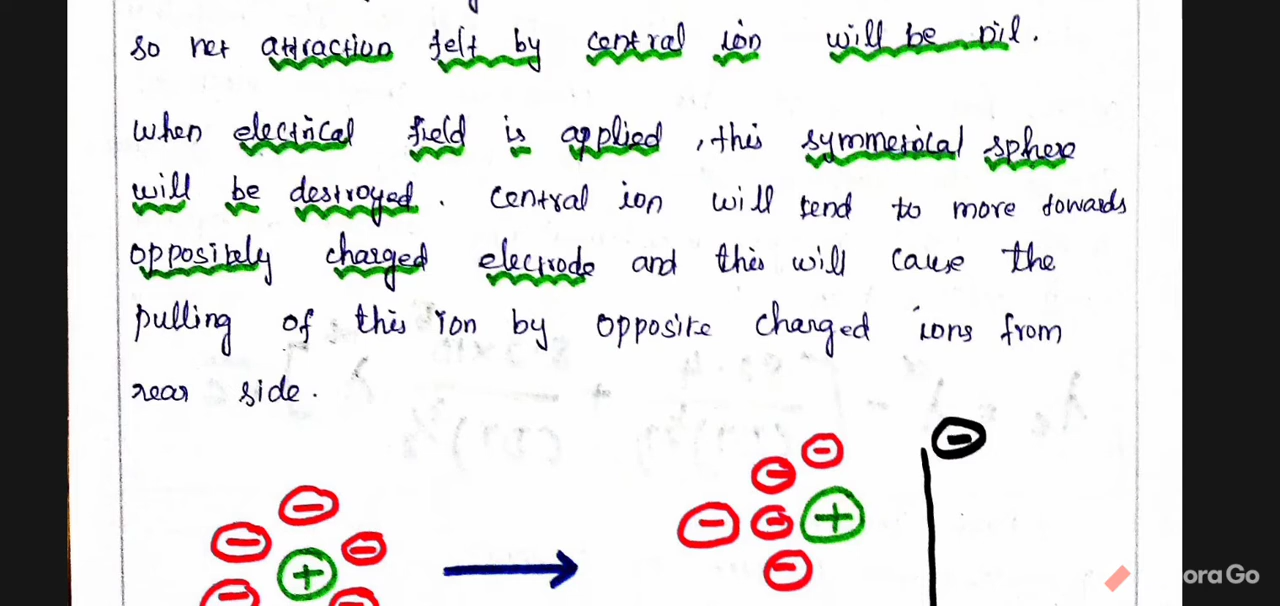 so net attraction felt by central ion will be nil.
when electrical field is applied, this symmetrical sphere
will be destroyed. central ion will tend to move towards
oppositely charged electrode and this will cause the
pulling of this ion by opposite charged ions from
rear side.
-
- - -
- - +
- + - - +
- -
ora Go